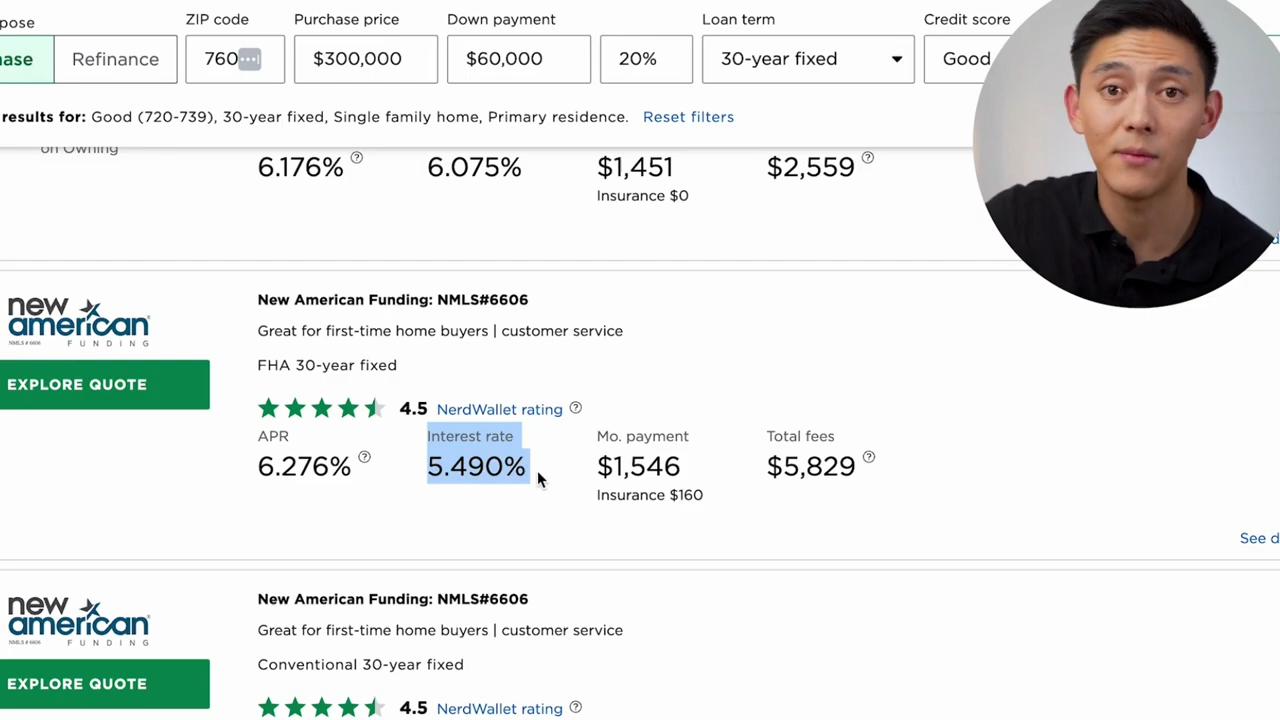 pose
ZIP code
Purchase price
Down payment
Loan term
Credit score
ase
Refinance
760
$300,000
$60,000
20%
30-year fixed
Good
results for: Good (720-739), 30-year fixed, Single family home, Primary residence. Reset filters
on Owning
6.176% ?
6.075%
$1,451
$2,559 ?
Insurance $0
new american FUNDING
NMLS # 6606
EXPLORE QUOTE
New American Funding: NMLS#6606
Great for first-time home buyers | customer service
FHA 30-year fixed
4.5 NerdWallet rating ?
APR
Interest rate
Mo. payment
Total fees
6.276% ?
5.490%
$1,546
$5,829 ?
Insurance $160
See d
new american FUNDING
NMLS # 6606
EXPLORE QUOTE
New American Funding: NMLS#6606
Great for first-time home buyers | customer service
Conventional 30-year fixed
4.5 NerdWallet rating ?